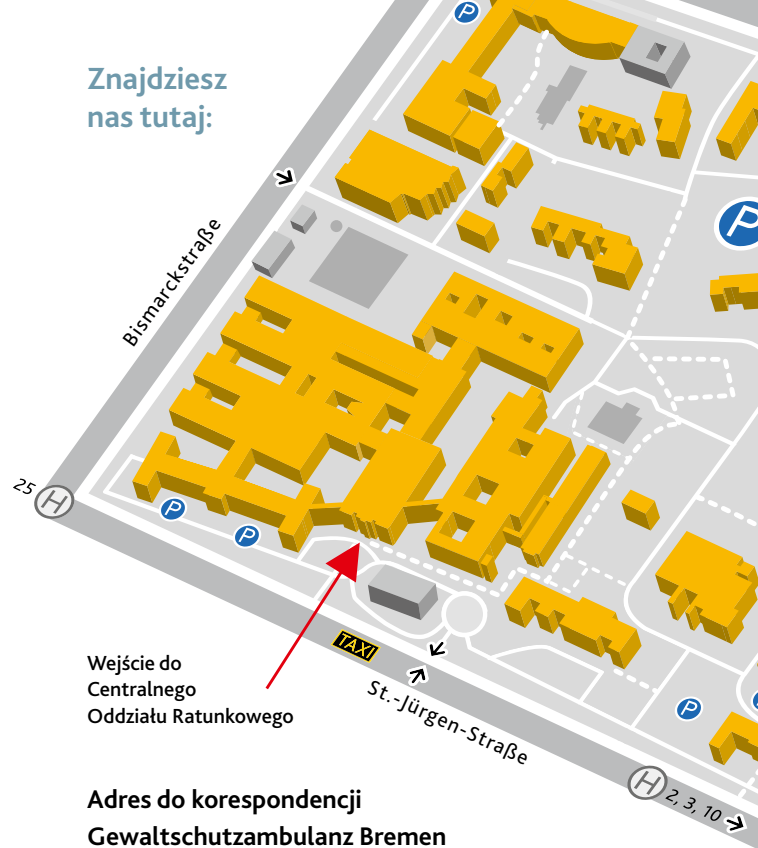 P
Znajdziesz
nas tutaj:
P
Bismarckstraße
25 H
P
P
TAXI
Wejście do
Centralnego
Oddziału Ratunkowego
St.-Jürgen-Straße
P
H 2, 3, 10
Adres do korespondencji
Gewaltschutzambulanz Bremen